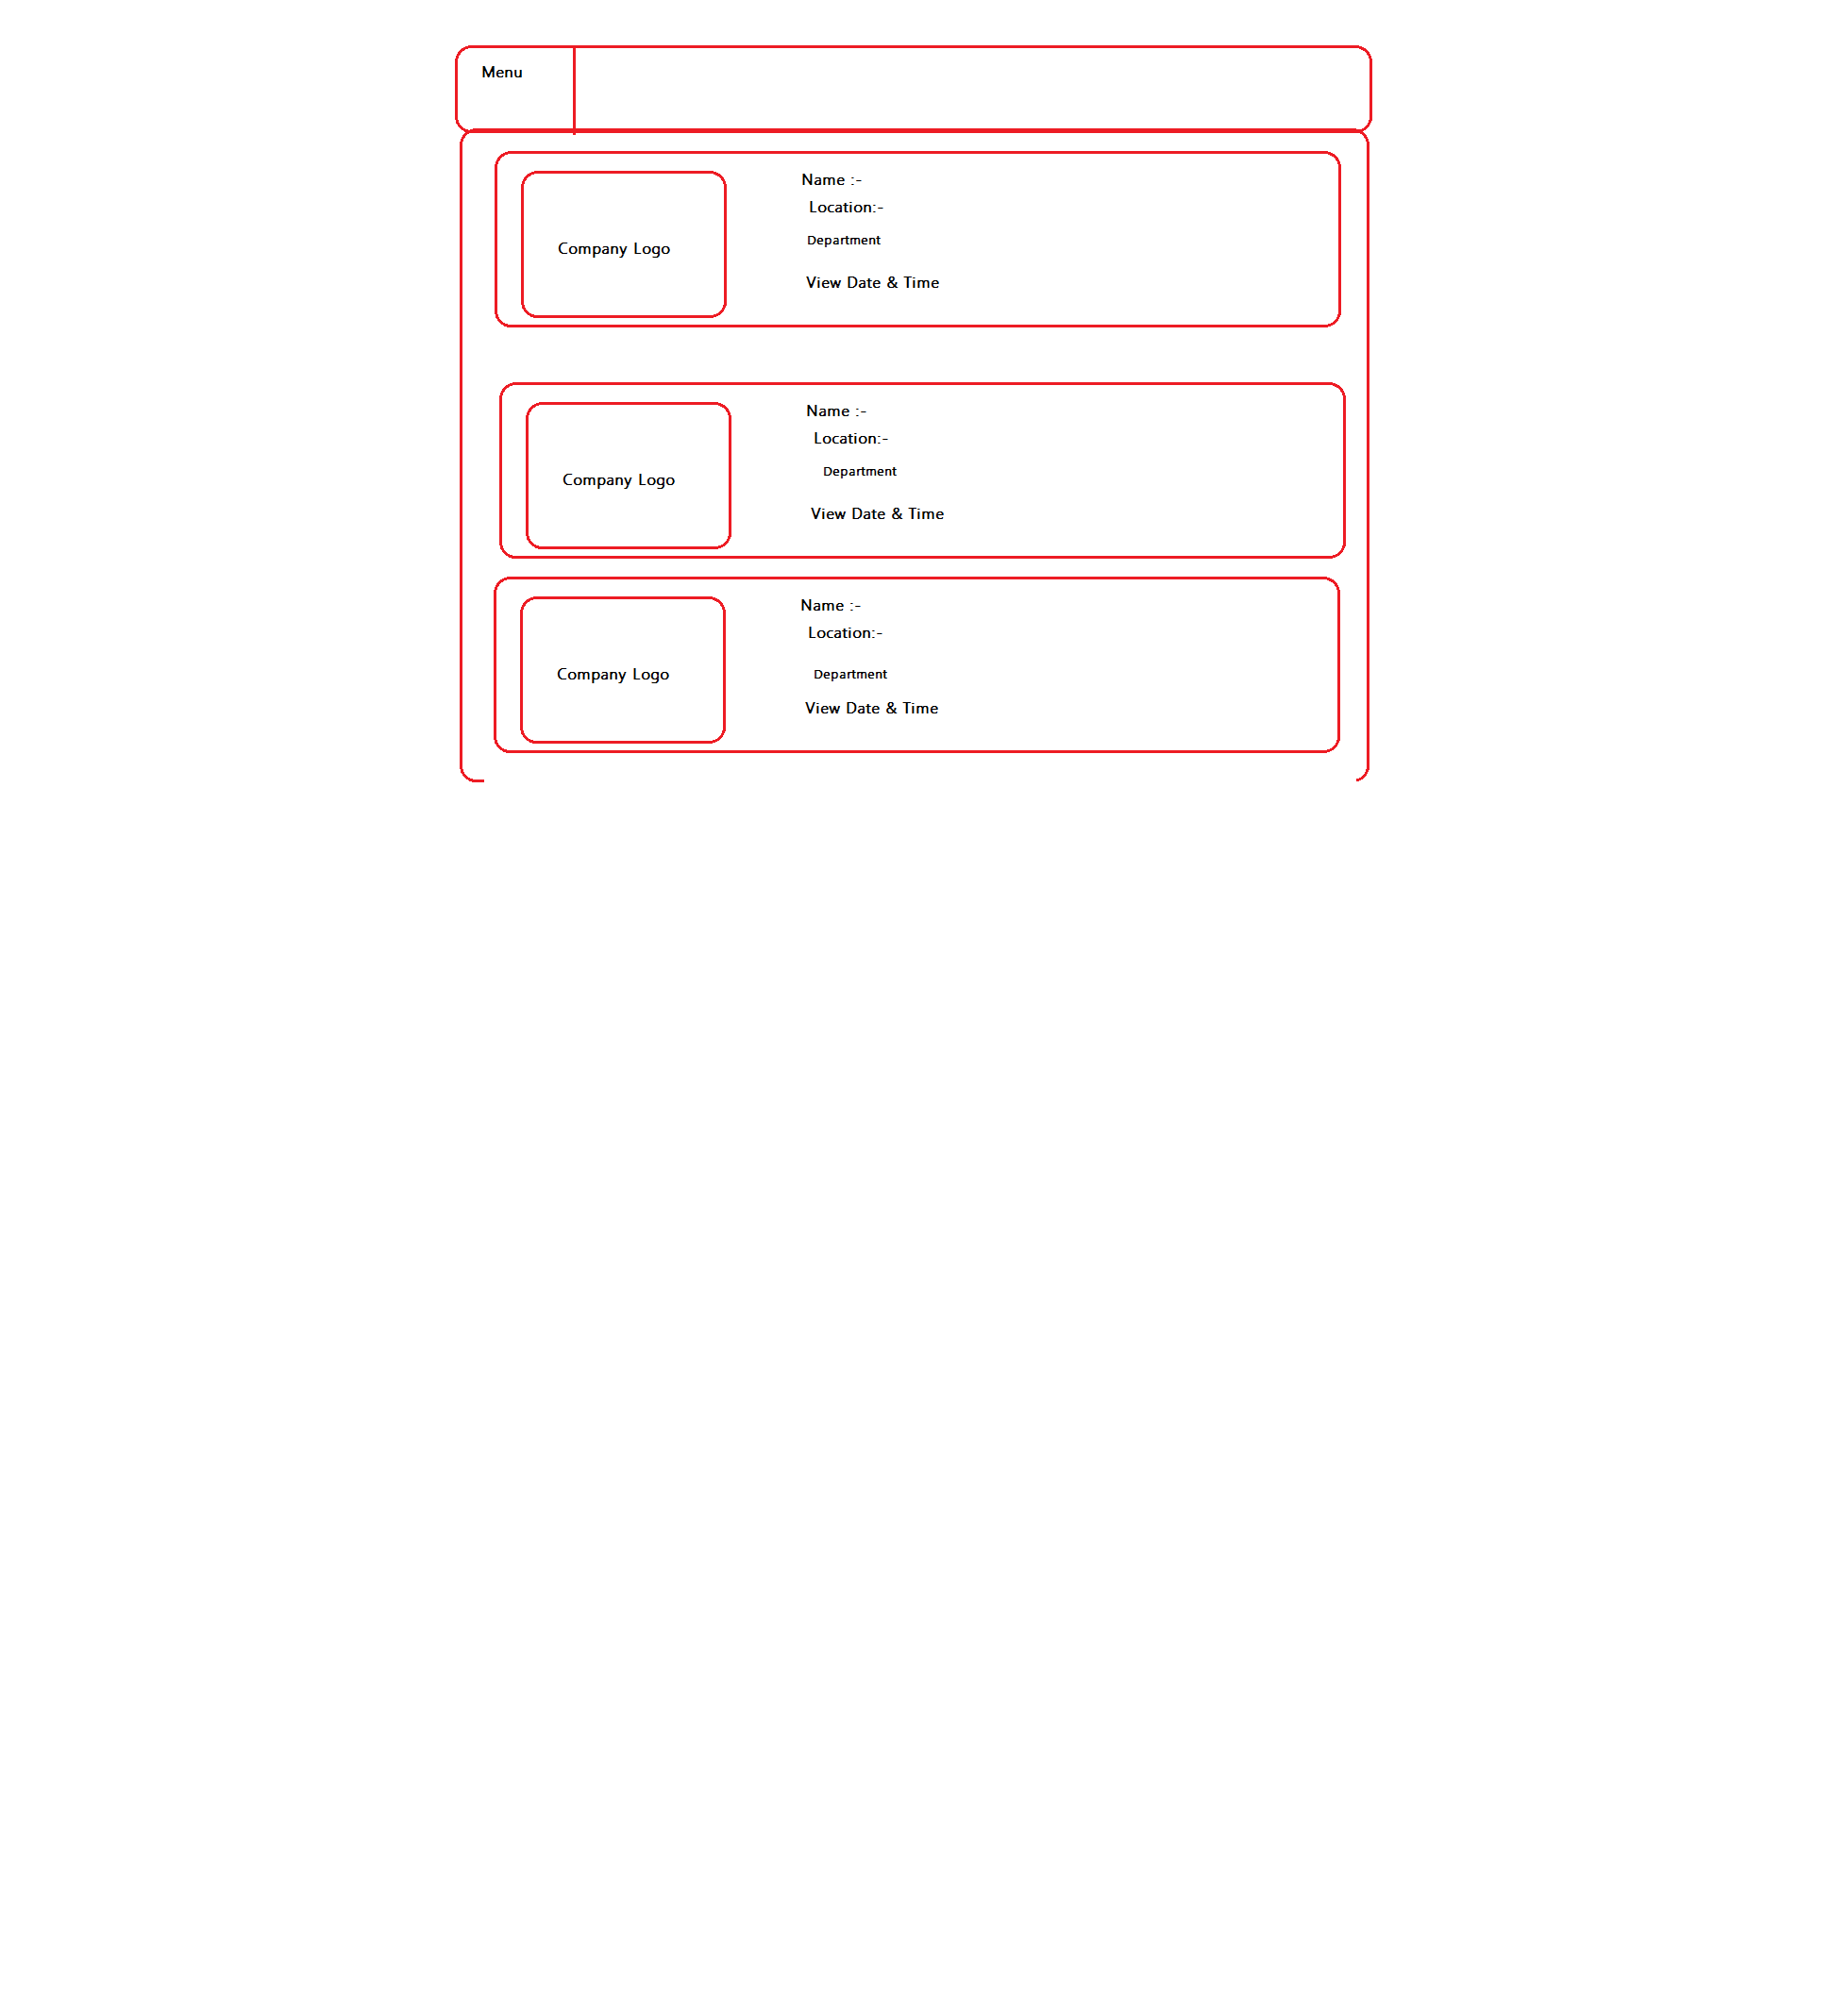 Menu
Name :-
Location:-
Department
Company Logo
View Date & Time
Name :-
Location:-
Department
Company Logo
View Date & Time
Name :-
Location:-
Company Logo
Department
View Date & Time